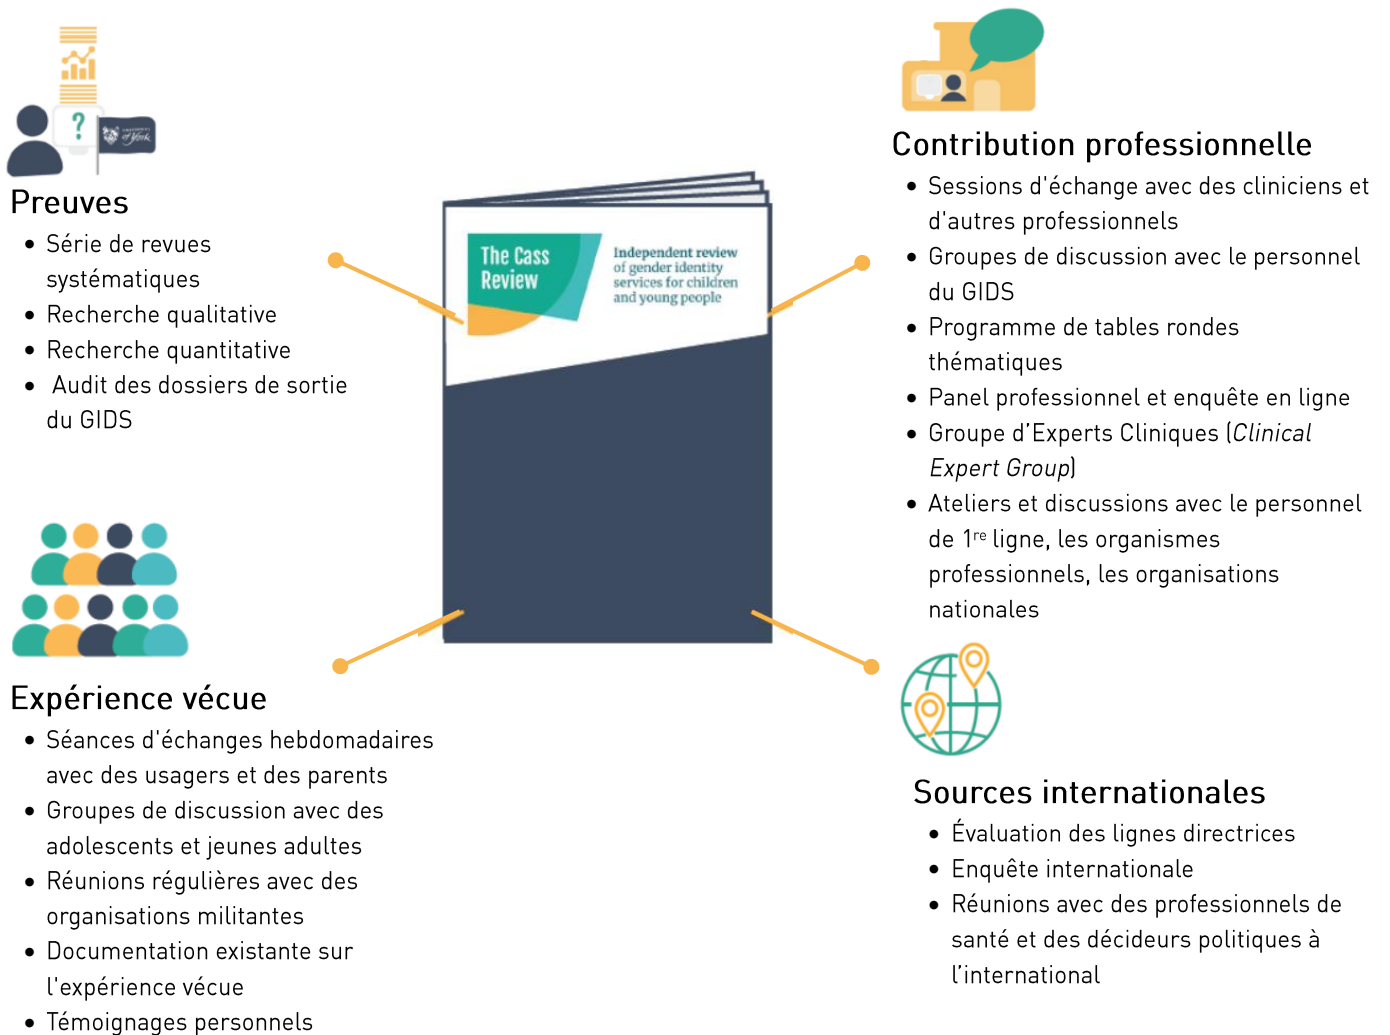 ?
UNIVERSITY
of York
Preuves
• Série de revues
systématiques
• Recherche qualitative
• Recherche quantitative
• Audit des dossiers de sortie
du GIDS
The Cass
Review
Independent review
of gender identity
services for children
and young people
Contribution professionnelle
• Sessions d'échange avec des cliniciens et
d'autres professionnels
• Groupes de discussion avec le personnel
du GIDS
• Programme de tables rondes
thématiques
• Panel professionnel et enquête en ligne
• Groupe d’Experts Cliniques (Clinical
Expert Group)
• Ateliers et discussions avec le personnel
de 1re ligne, les organismes
professionnels, les organisations
nationales
Expérience vécue
• Séances d'échanges hebdomadaires
avec des usagers et des parents
• Groupes de discussion avec des
adolescents et jeunes adultes
• Réunions régulières avec des
organisations militantes
• Documentation existante sur
l'expérience vécue
• Témoignages personnels
Sources internationales
• Évaluation des lignes directrices
• Enquête internationale
• Réunions avec des professionnels de
santé et des décideurs politiques à
l’international